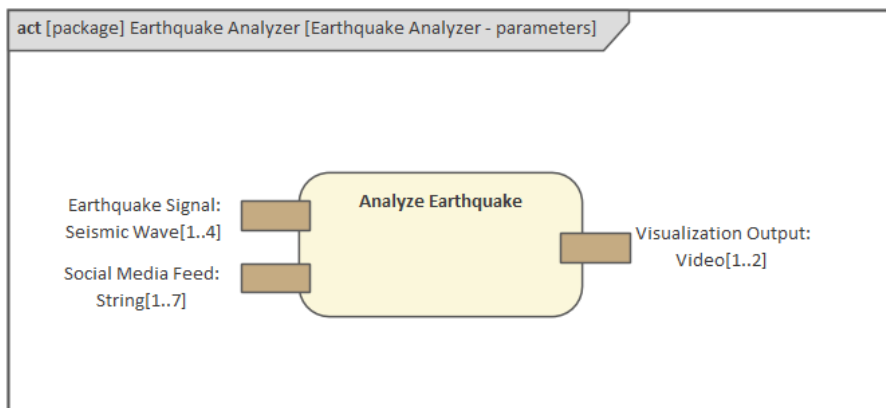 act [package] Earthquake Analyzer [Earthquake Analyzer - parameters]
Analyze Earthquake
Earthquake Signal:
Seismic Wave[1..4]
Social Media Feed:
String[1..7]
Visualization Output:
Video[1..2]